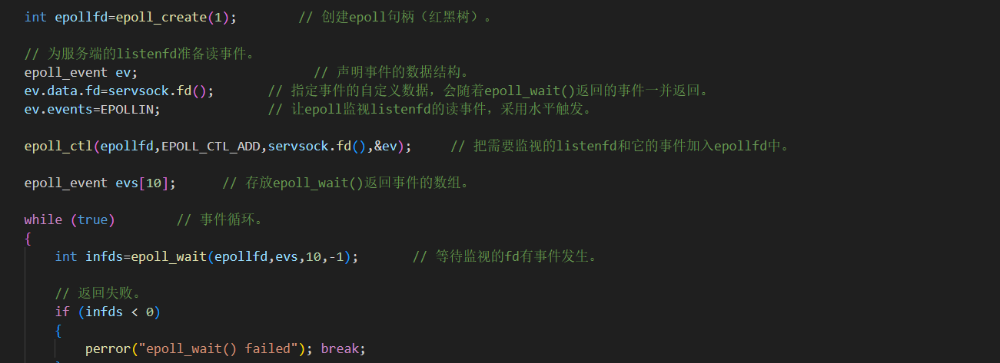 int epollfd=epoll_create(1);        // 创建epoll句柄（红黑树）。
// 为服务端的listenfd准备读事件。
epoll_event ev;                       // 声明事件的数据结构。
ev.data.fd=servsock.fd();       // 指定事件的自定义数据，会随着epoll_wait()返回的事件一并返回。
ev.events=EPOLLIN;              // 让epoll监视listenfd的读事件，采用水平触发。
epoll_ctl(epollfd,EPOLL_CTL_ADD,servsock.fd(),&ev);     // 把需要监视的listenfd和它的事件加入epollfd中。
epoll_event evs[10];      // 存放epoll_wait()返回事件的数组。
while (true)        // 事件循环。
{
    int infds=epoll_wait(epollfd,evs,10,-1);       // 等待监视的fd有事件发生。
    // 返回失败。
    if (infds < 0)
    {
        perror("epoll_wait() failed"); break;